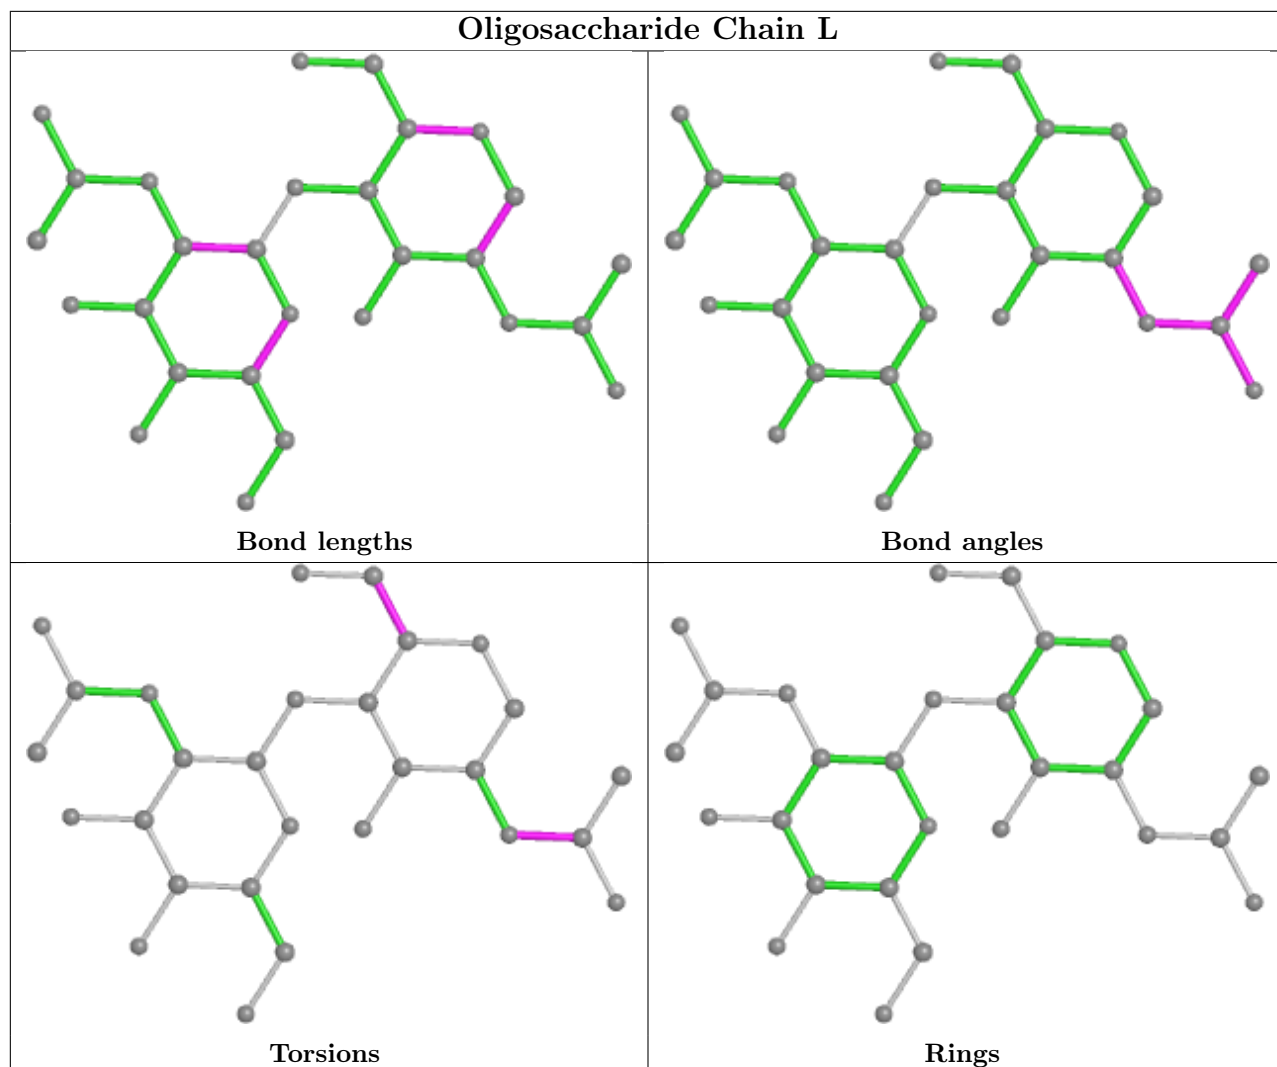 Oligosaccharide Chain L
Bond lengths
Bond angles
Torsions
Rings